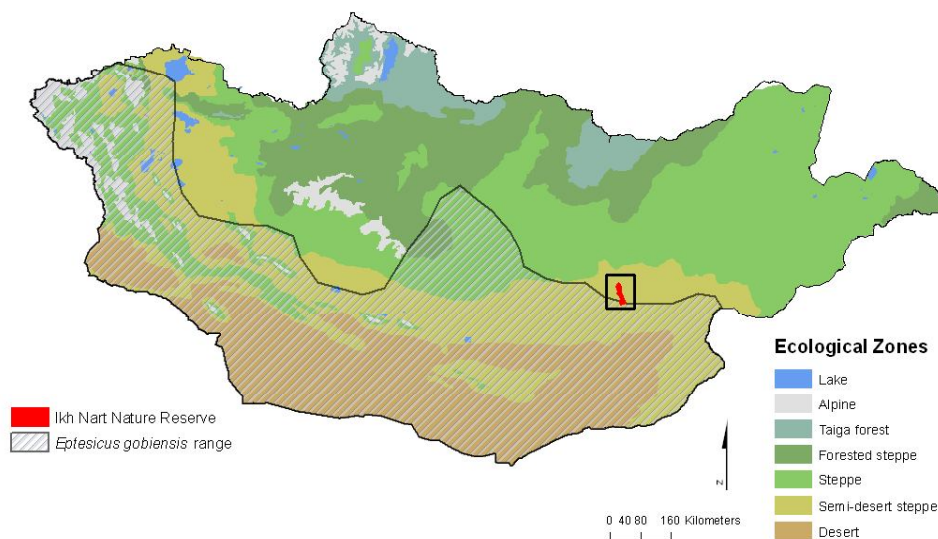 Ikh Nart Nature Reserve
Eptesicus gobiensis range
Ecological Zones
Lake
Alpine
Taiga forest
Forested steppe
Steppe
Semi-desert steppe
Desert
N
0 40 80 160 Kilometers